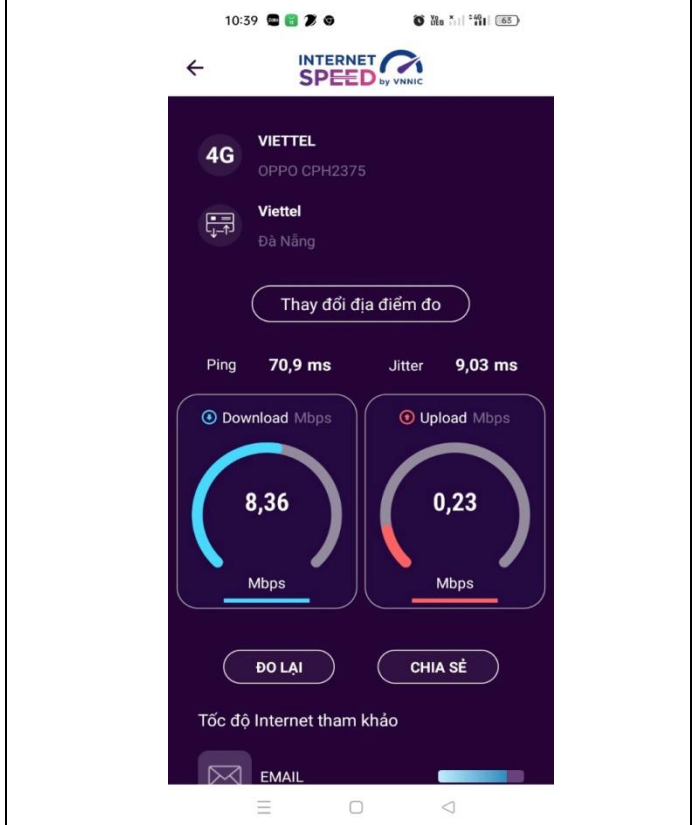 10:39
63
INTERNET
SPEED by VNNIC
4G
VIETTEL
OPPO CPH2375
Viettel
Đà Nẵng
Thay đổi địa điểm đo
Ping 70,9 ms Jitter 9,03 ms
Download Mbps Upload Mbps
8,36 0,23
Mbps Mbps
ĐO LẠI CHIA SẺ
Tốc độ Internet tham khảo
EMAIL